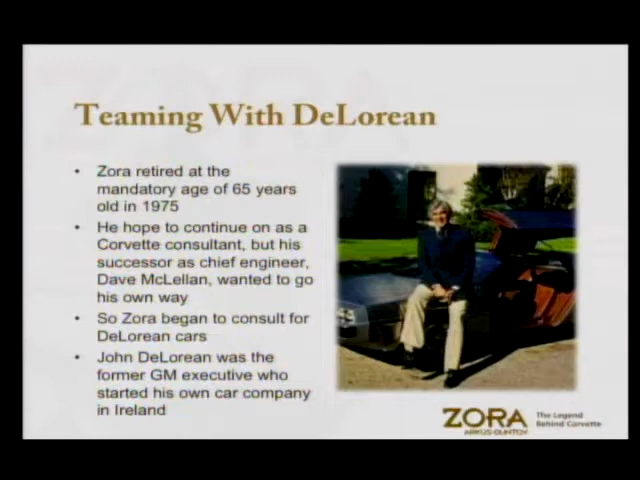 Teaming With DeLorean
• Zora retired at the
mandatory age of 65 years
old in 1975
• He hope to continue on as a
Corvette consultant, but his
successor as chief engineer,
Dave McLellan, wanted to go
his own way
• So Zora began to consult for
DeLorean cars
• John DeLorean was the
former GM executive who
started his own car company
in Ireland
ZORA
ARKUS-DUNTOV
The Legend
Behind Corvette